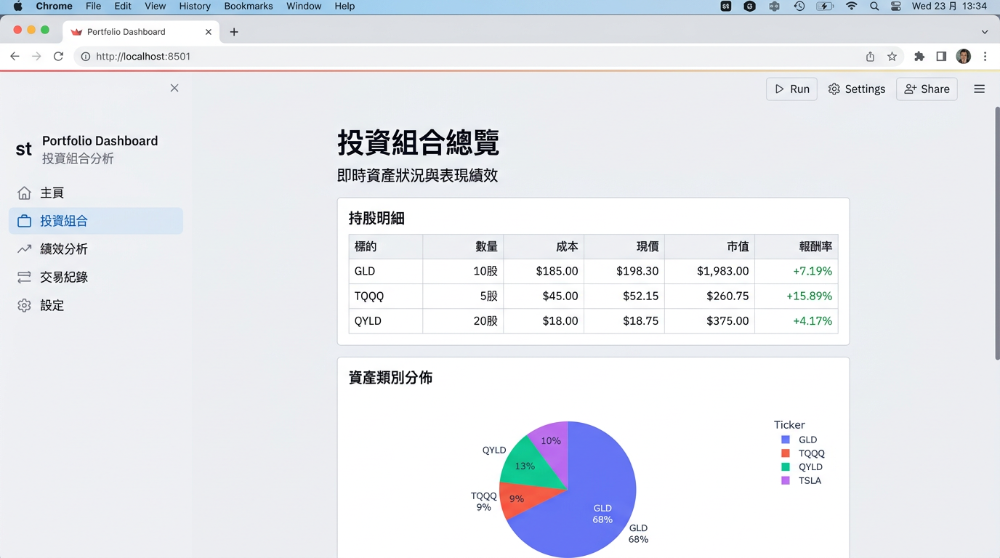 Chrome File Edit View History Bookmarks Window Help Wed 23 月 13:34
Portfolio Dashboard
http://localhost:8501
Run Settings Share
st Portfolio Dashboard
投資組合分析
主頁
投資組合
績效分析
交易紀錄
設定
投資組合總覽
即時資產狀況與表現績效
持股明細
標的 數量 成本 現價 市值 報酬率
GLD 10股 $185.00 $198.30 $1,983.00 +7.19%
TQQQ 5股 $45.00 $52.15 $260.75 +15.89%
QYLD 20股 $18.00 $18.75 $375.00 +4.17%
資產類別分佈
Ticker
GLD
TQQQ
QYLD
TSLA
10%
QYLD
13%
TQQQ
9%
9%
GLD
68%
GLD
68%